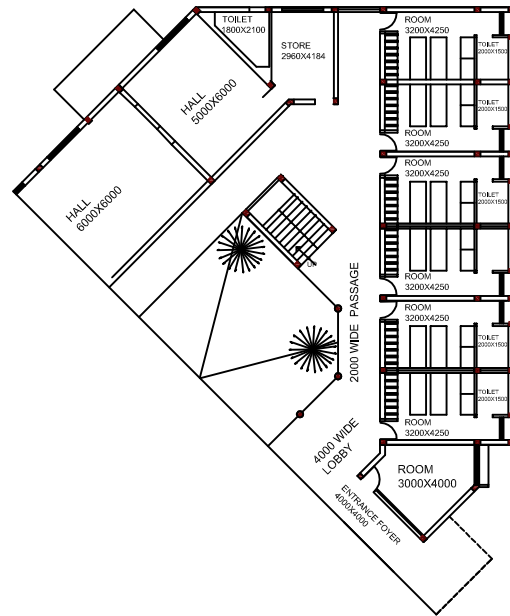 TOILET
1800X2100
STORE
2960X4184
ROOM
3200X4250
TOILET
2000X1500
HALL
5000X6000
TOILET
2000X1500
ROOM
3200X4250
ROOM
3200X4250
TOILET
2000X1500
HALL
6000X6000
UP
2000 WIDE PASSAGE
ROOM
3200X4250
ROOM
3200X4250
TOILET
2000X1500
TOILET
2000X1500
ROOM
3200X4250
4000 WIDE
LOBBY
ROOM
3000X4000
ENTRANCE FOYER
4000X4000